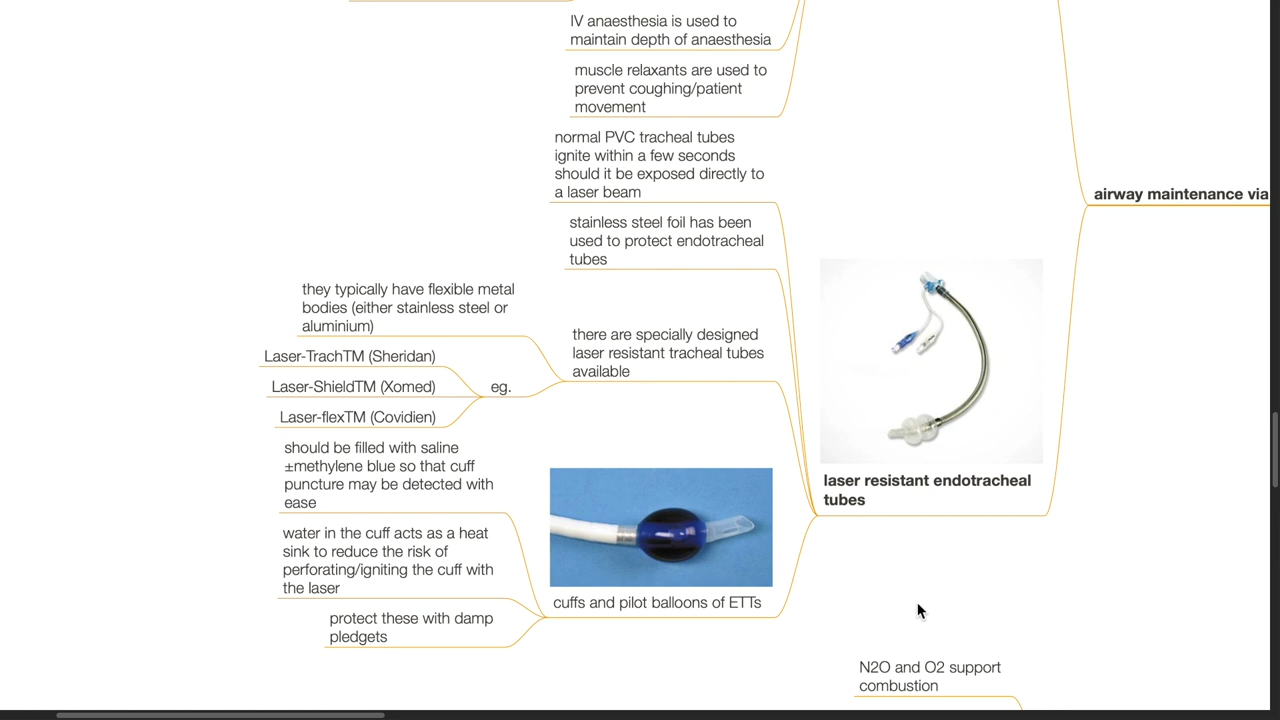 IV anaesthesia is used to
maintain depth of anaesthesia
muscle relaxants are used to
prevent coughing/patient
movement
normal PVC tracheal tubes
ignite within a few seconds
should it be exposed directly to
a laser beam
airway maintenance via
stainless steel foil has been
used to protect endotracheal
tubes
they typically have flexible metal
bodies (either stainless steel or
aluminium)
there are specially designed
laser resistant tracheal tubes
available
Laser-TrachTM (Sheridan)
Laser-ShieldTM (Xomed)
eg.
Laser-flexTM (Covidien)
should be filled with saline
±methylene blue so that cuff
puncture may be detected with
ease
laser resistant endotracheal
tubes
water in the cuff acts as a heat
sink to reduce the risk of
perforating/igniting the cuff with
the laser
cuffs and pilot balloons of ETTs
protect these with damp
pledgets
N2O and O2 support
combustion